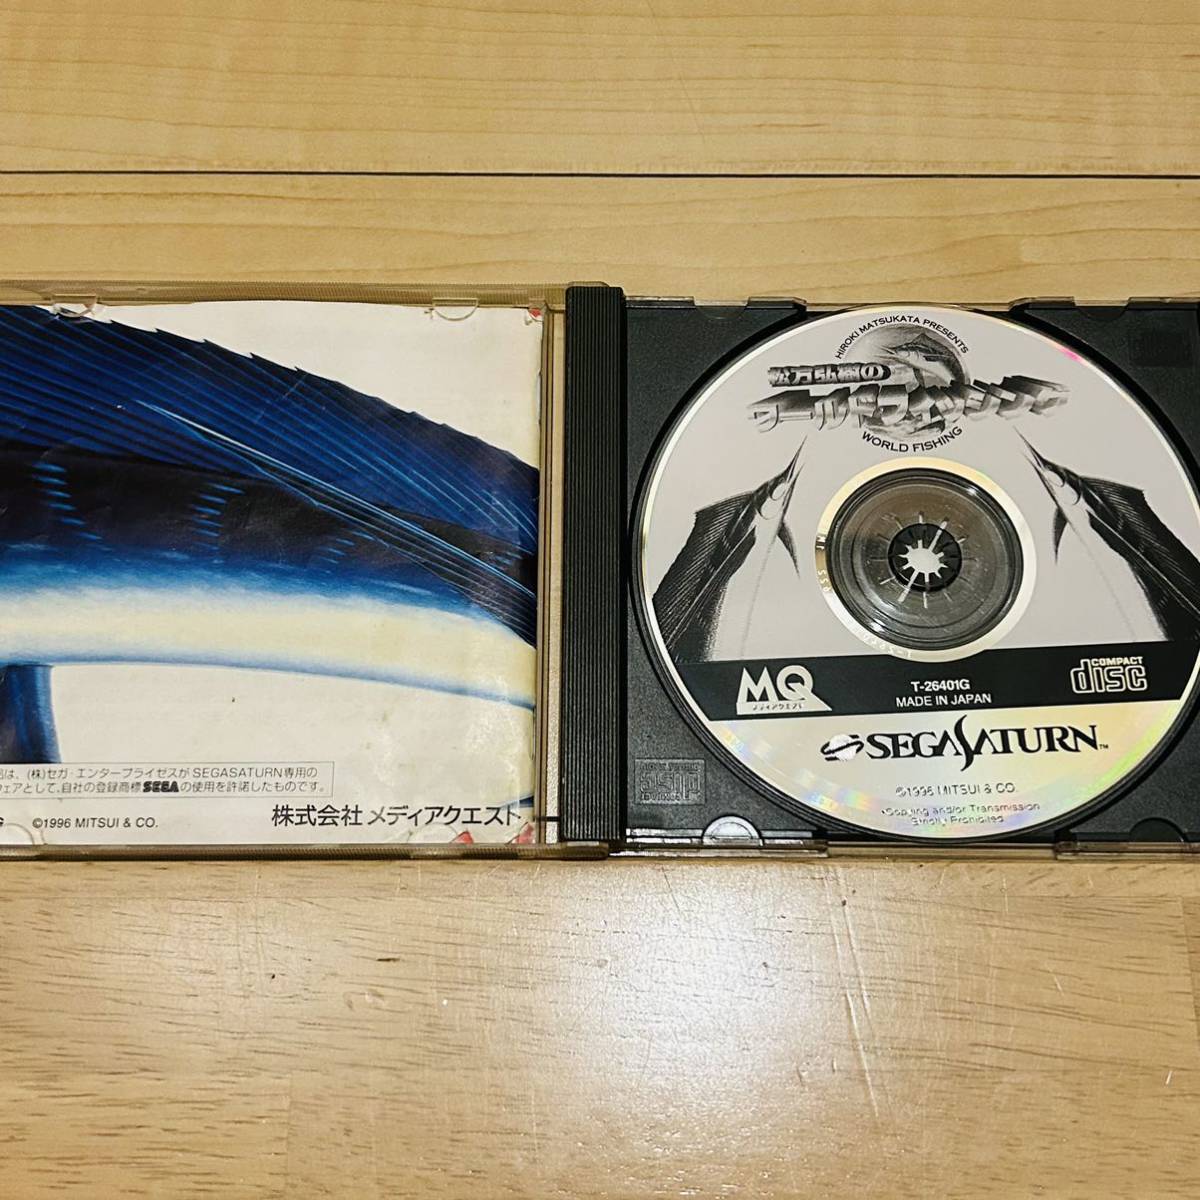 品は、(株)セガ・エンタープライゼスがSEGASATURN専用の
ウェアとして、自社の登録商標SEGAの使用を許諾したものです。
G ©1996 MITSUI & CO.
株式会社 メディアクエスト
HIROKI MATSUKATA PRESENTS
松方弘樹の
ワールドフィッシング
WORLD FISHING
MQ
メディアクエスト
T-26401G
MADE IN JAPAN
COMPACT
disc
SEGASATURN™
©1996 MITSUI & CO.
•Copying and/or Transmission
Strictly Prohibited.